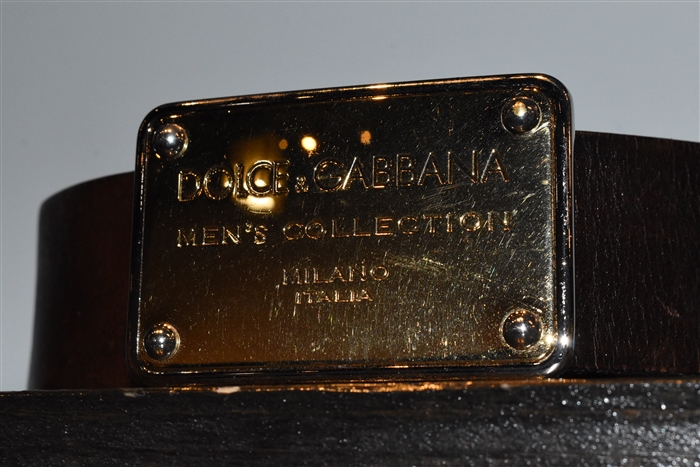 DOLCE & GABBANA
MEN'S COLLECTION
MILANO
ITALIA